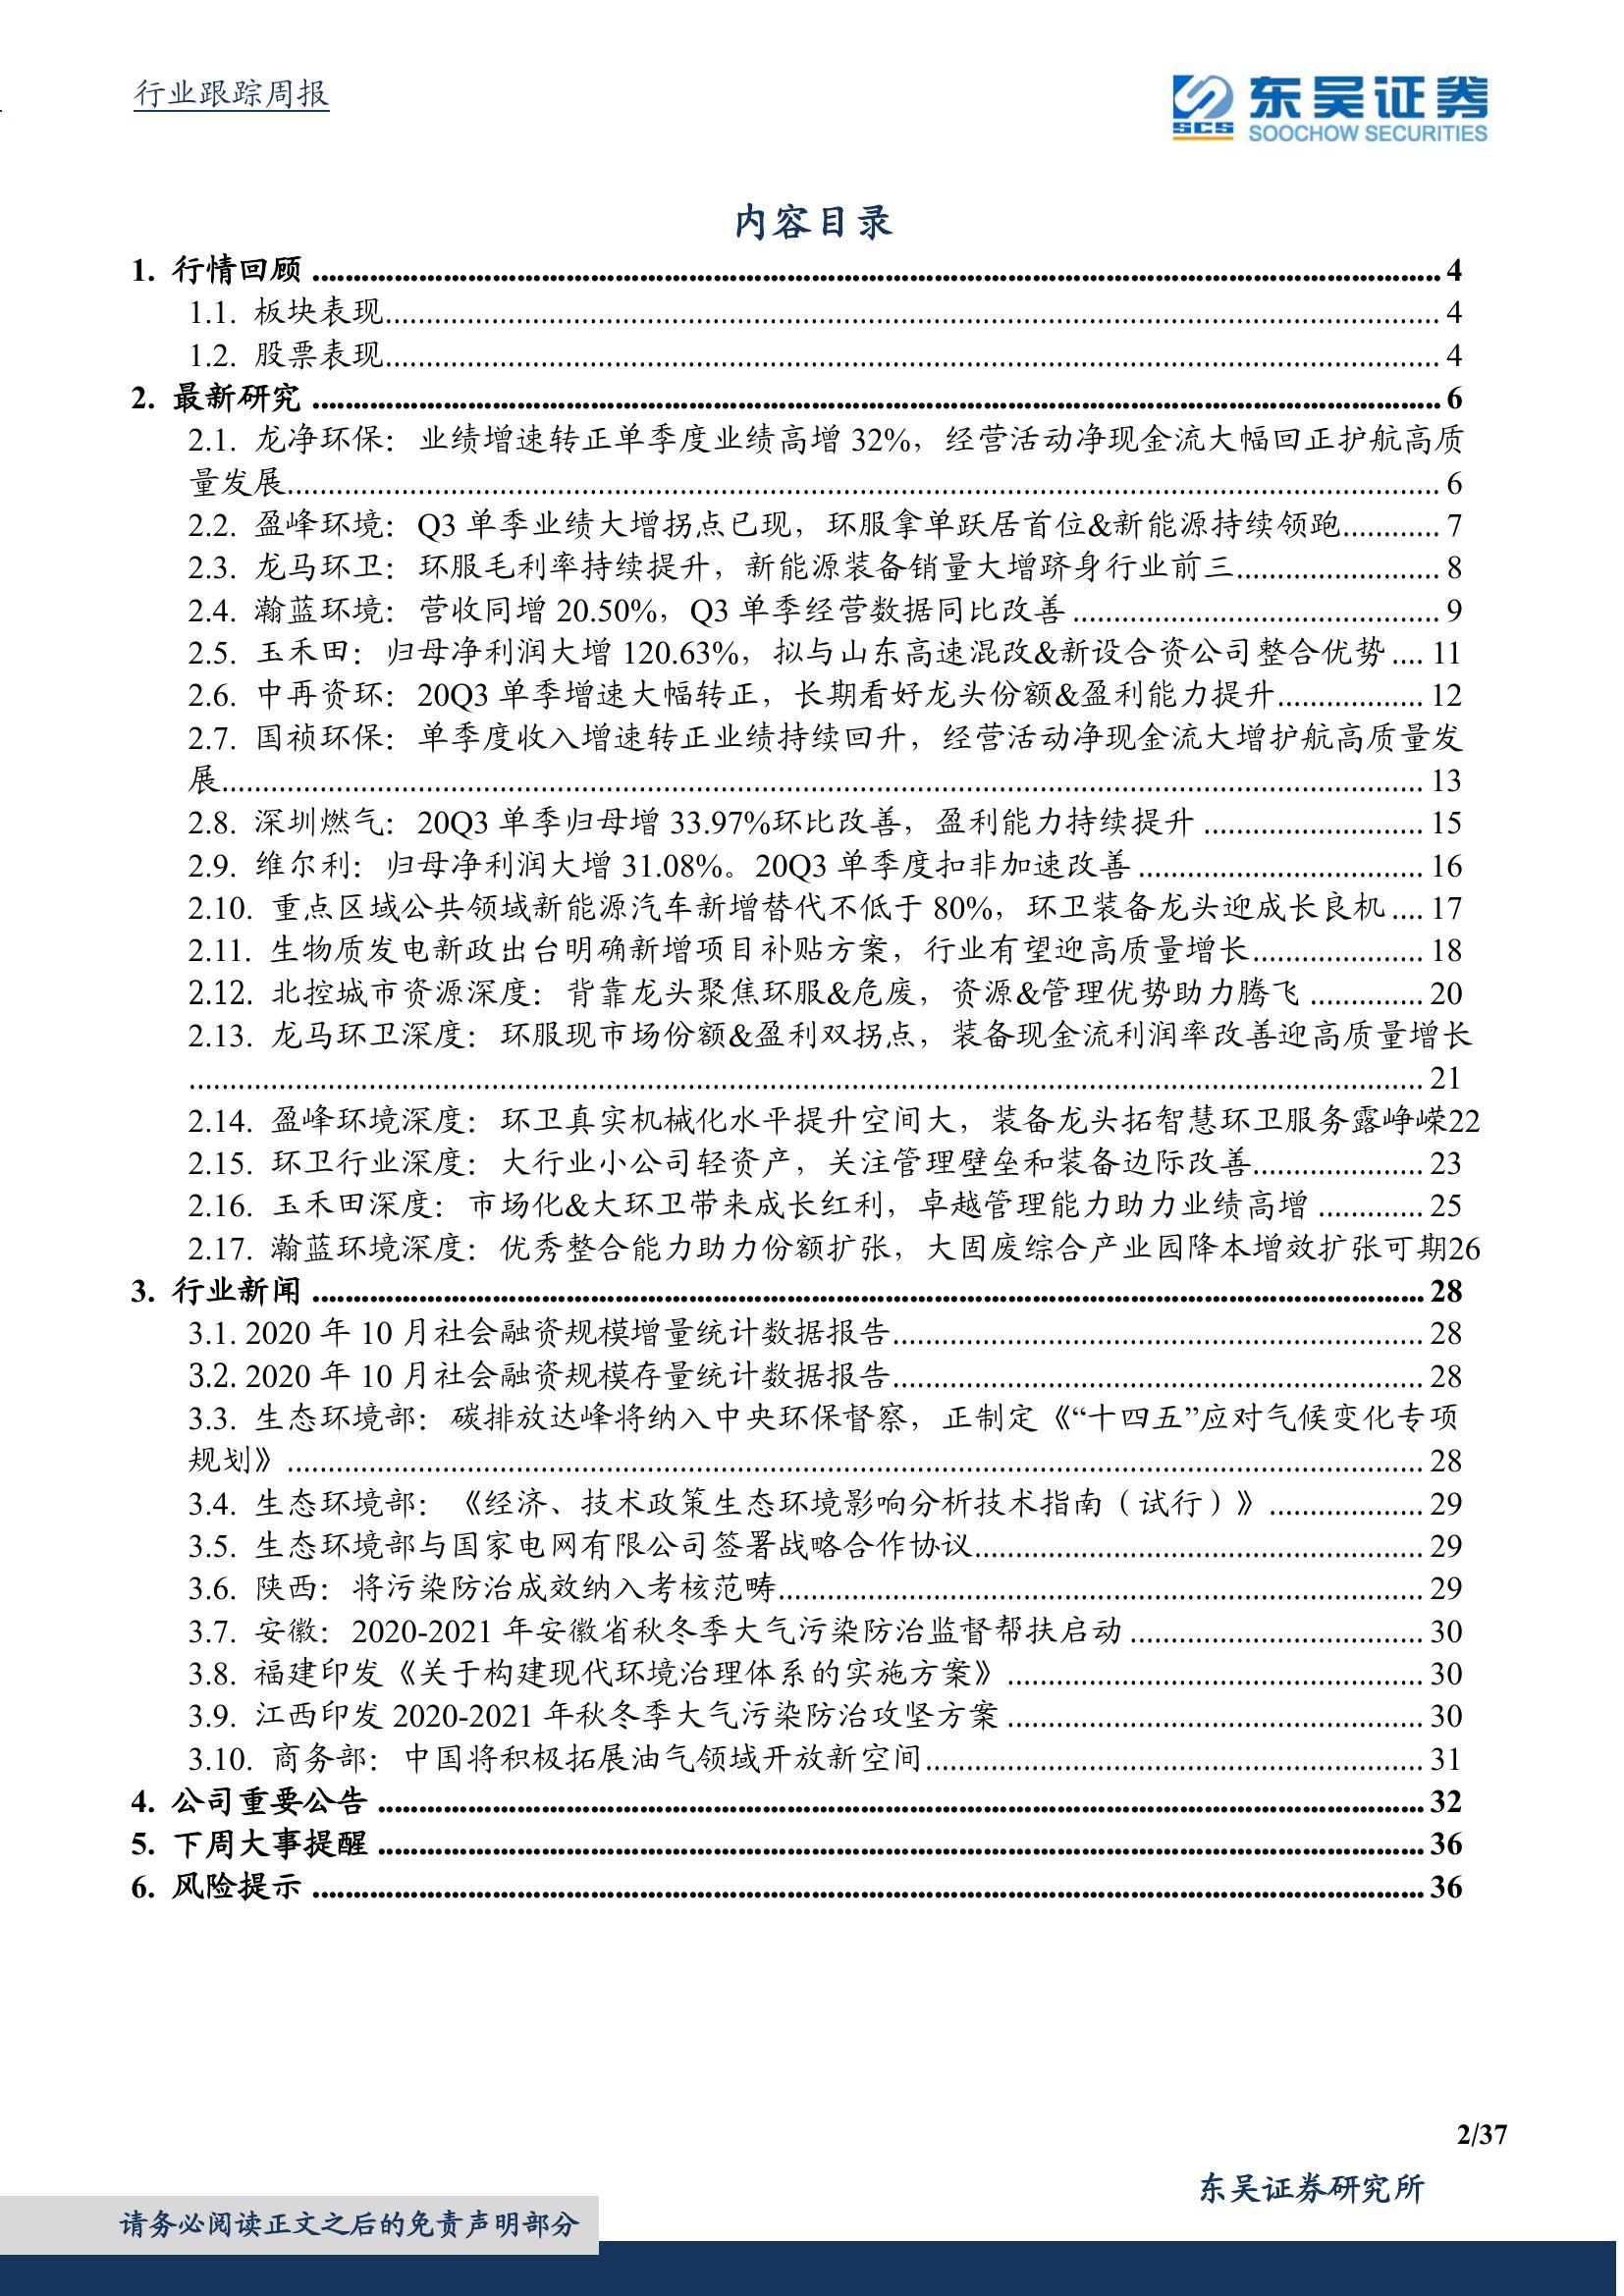 行业跟踪周报
东吴证券
SCS
SOOCHOW SECURITIES
内容目录
1. 行情回顾 ........ 4
1.1. 板块表现 ........ 4
1.2. 股票表现 ........ 4
2. 最新研究 ........ 6
2.1. 龙净环保：业绩增速转正单季度业绩高增 32%，经营活动净现金流大幅回正护航高质
量发展 ........ 6
2.2. 盈峰环境：Q3 单季业绩大增拐点已现，环服拿单跃居首位&新能源持续领跑 ........ 7
2.3. 龙马环卫：环服毛利率持续提升，新能源装备销量大增跻身行业前三 ........ 8
2.4. 瀚蓝环境：营收同增 20.50%，Q3 单季经营数据同比改善 ........ 9
2.5. 玉禾田：归母净利润大增 120.63%，拟与山东高速混改&新设合资公司整合优势 .... 11
2.6. 中再资环：20Q3 单季增速大幅转正，长期看好龙头份额&盈利能力提升 ........ 12
2.7. 国祯环保：单季度收入增速转正业绩持续回升，经营活动净现金流大增护航高质量发
展 ........ 13
2.8. 深圳燃气：20Q3 单季归母增 33.97%环比改善，盈利能力持续提升 ........ 15
2.9. 维尔利：归母净利润大增 31.08%。20Q3 单季度扣非加速改善 ........ 16
2.10. 重点区域公共领域新能源汽车新增替代不低于 80%，环卫装备龙头迎成长良机 .... 17
2.11. 生物质发电新政出台明确新增项目补贴方案，行业有望迎高质量增长 ........ 18
2.12. 北控城市资源深度：背靠龙头聚焦环服&危废，资源&管理优势助力腾飞 ........ 20
2.13. 龙马环卫深度：环服现市场份额&盈利双拐点，装备现金流利润率改善迎高质量增长
........ 21
2.14. 盈峰环境深度：环卫真实机械化水平提升空间大，装备龙头拓智慧环卫服务露峥嵘22
2.15. 环卫行业深度：大行业小公司轻资产，关注管理壁垒和装备边际改善 ........ 23
2.16. 玉禾田深度：市场化&大环卫带来成长红利，卓越管理能力助力业绩高增 ........ 25
2.17. 瀚蓝环境深度：优秀整合能力助力份额扩张，大固废综合产业园降本增效扩张可期26
3. 行业新闻 ........ 28
3.1. 2020 年 10 月社会融资规模增量统计数据报告 ........ 28
3.2. 2020 年 10 月社会融资规模存量统计数据报告 ........ 28
3.3. 生态环境部：碳排放达峰将纳入中央环保督察，正制定《“十四五”应对气候变化专项
规划》 ........ 28
3.4. 生态环境部：《经济、技术政策生态环境影响分析技术指南（试行）》 ........ 29
3.5. 生态环境部与国家电网有限公司签署战略合作协议 ........ 29
3.6. 陕西：将污染防治成效纳入考核范畴 ........ 29
3.7. 安徽：2020-2021 年安徽省秋冬季大气污染防治监督帮扶启动 ........ 30
3.8. 福建印发《关于构建现代环境治理体系的实施方案》 ........ 30
3.9. 江西印发 2020-2021 年秋冬季大气污染防治攻坚方案 ........ 30
3.10. 商务部：中国将积极拓展油气领域开放新空间 ........ 31
4. 公司重要公告 ........ 32
5. 下周大事提醒 ........ 36
6. 风险提示 ........ 36
2/37
东吴证券研究所
请务必阅读正文之后的免责声明部分